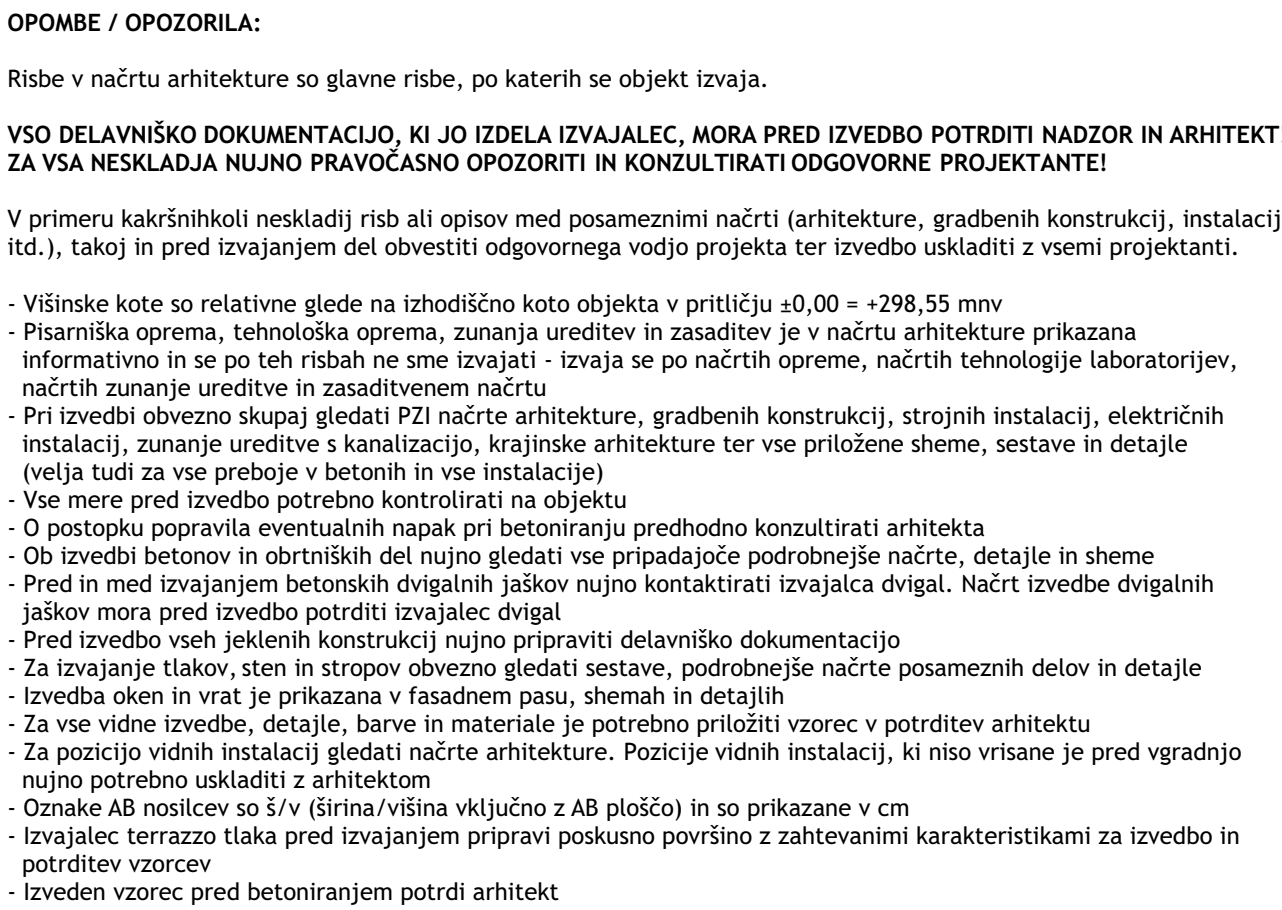 OPOMBE / OPOZORILA:
Risbe v načrtu arhitekture so glavne risbe, po katerih se objekt izvaja.
VSO DELAVNIŠKO DOKUMENTACIJO, KI JO IZDELA IZVAJALEC, MORA PRED IZVEDBO POTRDITI NADZOR IN ARHITEKT.
ZA VSA NESKLADJA NUJNO PRAVOČASNO OPOZORITI IN KONZULTIRATI ODGOVORNE PROJEKTANTE!
V primeru kakršnihkoli neskladij risb ali opisov med posameznimi načrti (arhitekture, gradbenih konstrukcij, instalacij
itd.), takoj in pred izvajanjem del obvestiti odgovornega vodjo projekta ter izvedbo uskladiti z vsemi projektanti.
- Višinske kote so relativne glede na izhodiščno koto objekta v pritličju ±0,00 = +298,55 mnv
- Pisarniška oprema, tehnološka oprema, zunanja ureditev in zasaditev je v načrtu arhitekture prikazana
informativno in se po teh risbah ne sme izvajati - izvaja se po načrtih opreme, načrtih tehnologije laboratorijev,
načrtih zunanje ureditve in zasaditvenem načrtu
- Pri izvedbi obvezno skupaj gledati PZI načrte arhitekture, gradbenih konstrukcij, strojnih instalacij, električnih
instalacij, zunanje ureditve s kanalizacijo, krajinske arhitekture ter vse priložene sheme, sestave in detajle
(velja tudi za vse preboje v betonih in vse instalacije)
- Vse mere pred izvedbo potrebno kontrolirati na objektu
- O postopku popravila eventualnih napak pri betoniranju predhodno konzultirati arhitekta
- Ob izvedbi betonov in obrtniških del nujno gledati vse pripadajoče podrobnejše načrte, detajle in sheme
- Pred in med izvajanjem betonskih dvigalnih jaškov nujno kontaktirati izvajalca dvigal. Načrt izvedbe dvigalnih
jaškov mora pred izvedbo potrditi izvajalec dvigal
- Pred izvedbo vseh jeklenih konstrukcij nujno pripraviti delavniško dokumentacijo
- Za izvajanje tlakov, sten in stropov obvezno gledati sestave, podrobnejše načrte posameznih delov in detajle
- Izvedba oken in vrat je prikazana v fasadnem pasu, shemah in detajlih
- Za vse vidne izvedbe, detajle, barve in materiale je potrebno priložiti vzorec v potrditev arhitektu
- Za pozicijo vidnih instalacij gledati načrte arhitekture. Pozicije vidnih instalacij, ki niso vrisane je pred vgradnjo
nujno potrebno uskladiti z arhitektom
- Oznake AB nosilcev so š/v (širina/višina vključno z AB ploščo) in so prikazane v cm
- Izvajalec terrazzo tlaka pred izvajanjem pripravi poskusno površino z zahtevanimi karakteristikami za izvedbo in
potrditev vzorcev
- Izveden vzorec pred betoniranjem potrdi arhitekt